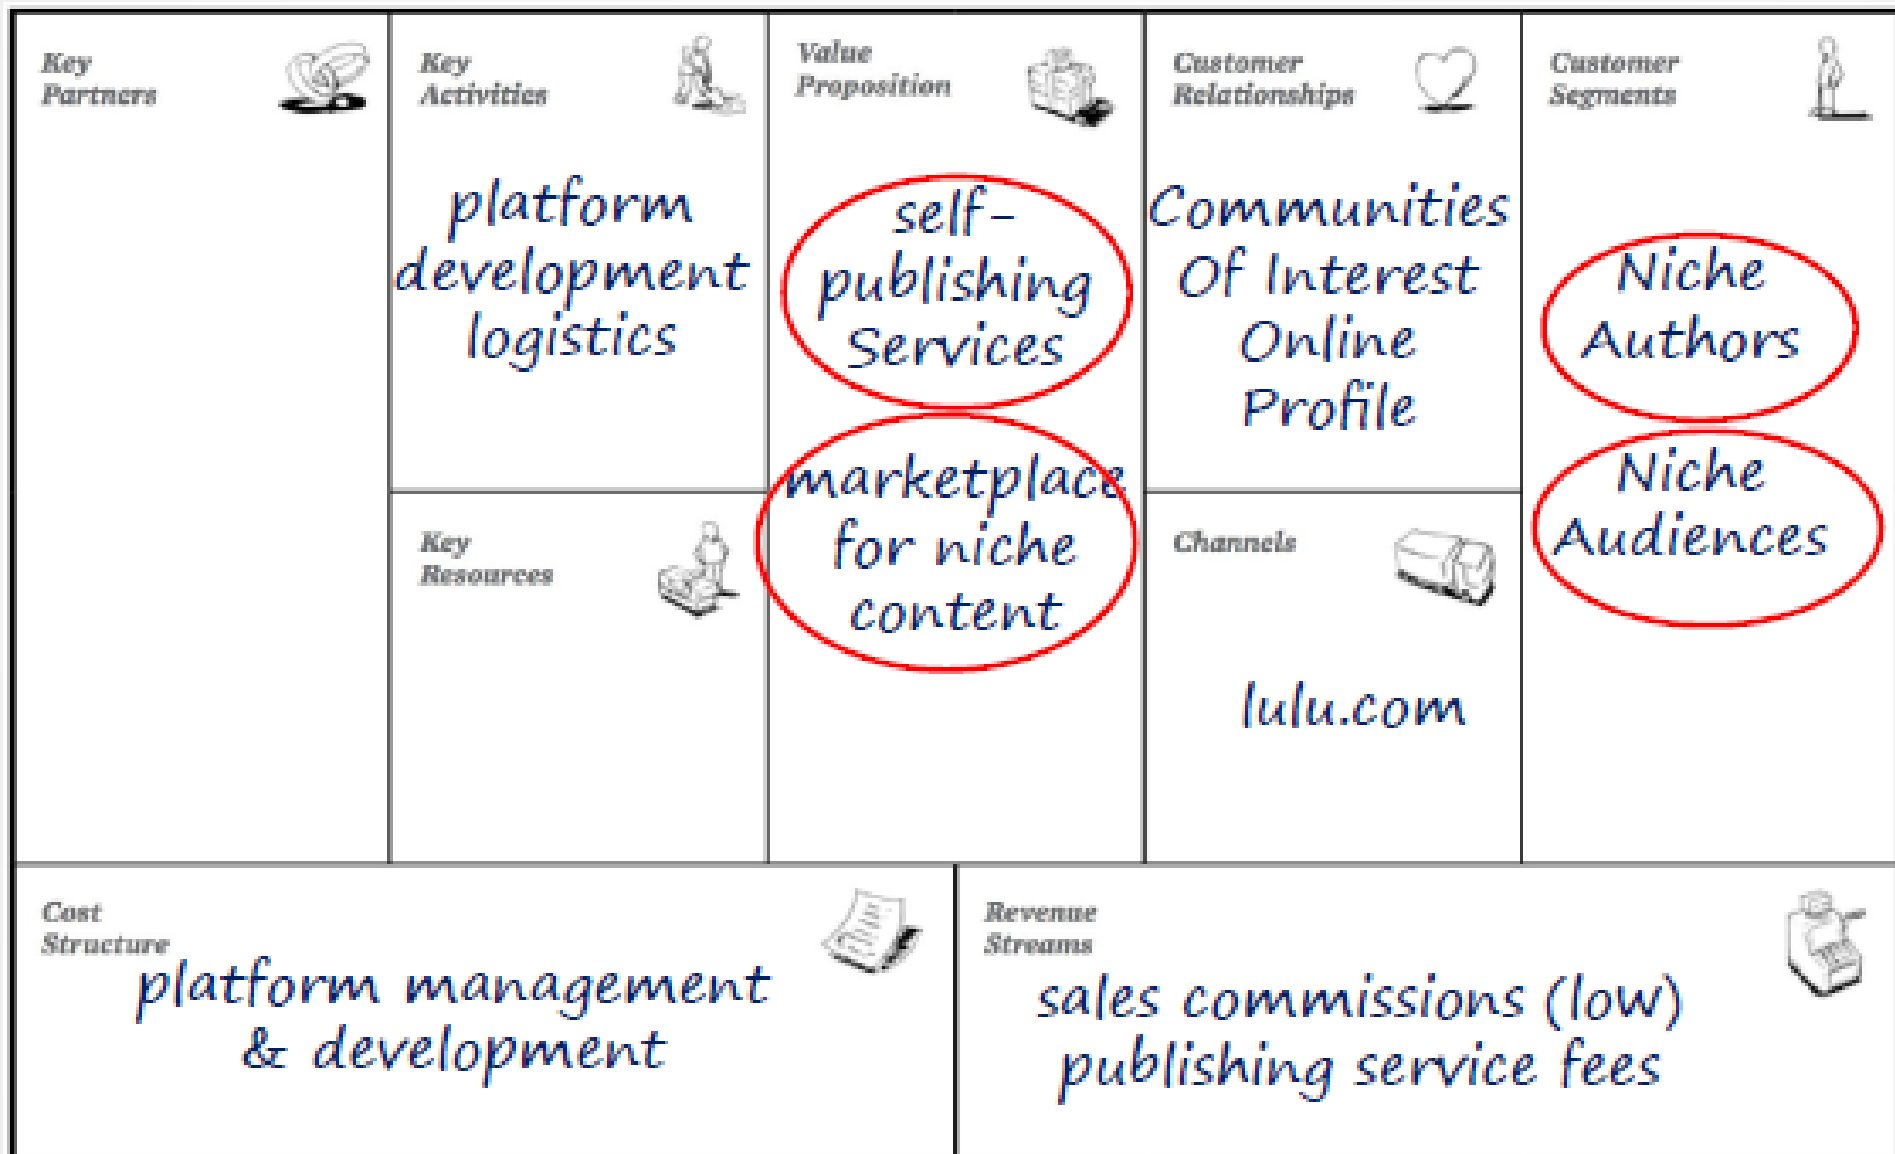 Key
Partners
Key
Activities
platform
development
logistics
Key
Resources
Value
Proposition
self-
publishing
Services
marketplace
for niche
content
Customer
Relationships
Communities
Of Interest
Online
Profile
Channels
lulu.com
Customer
Segments
Niche
Authors
Niche
Audiences
Cost
Structure
platform management
& development
Revenue
Streams
sales commissions (low)
publishing service fees